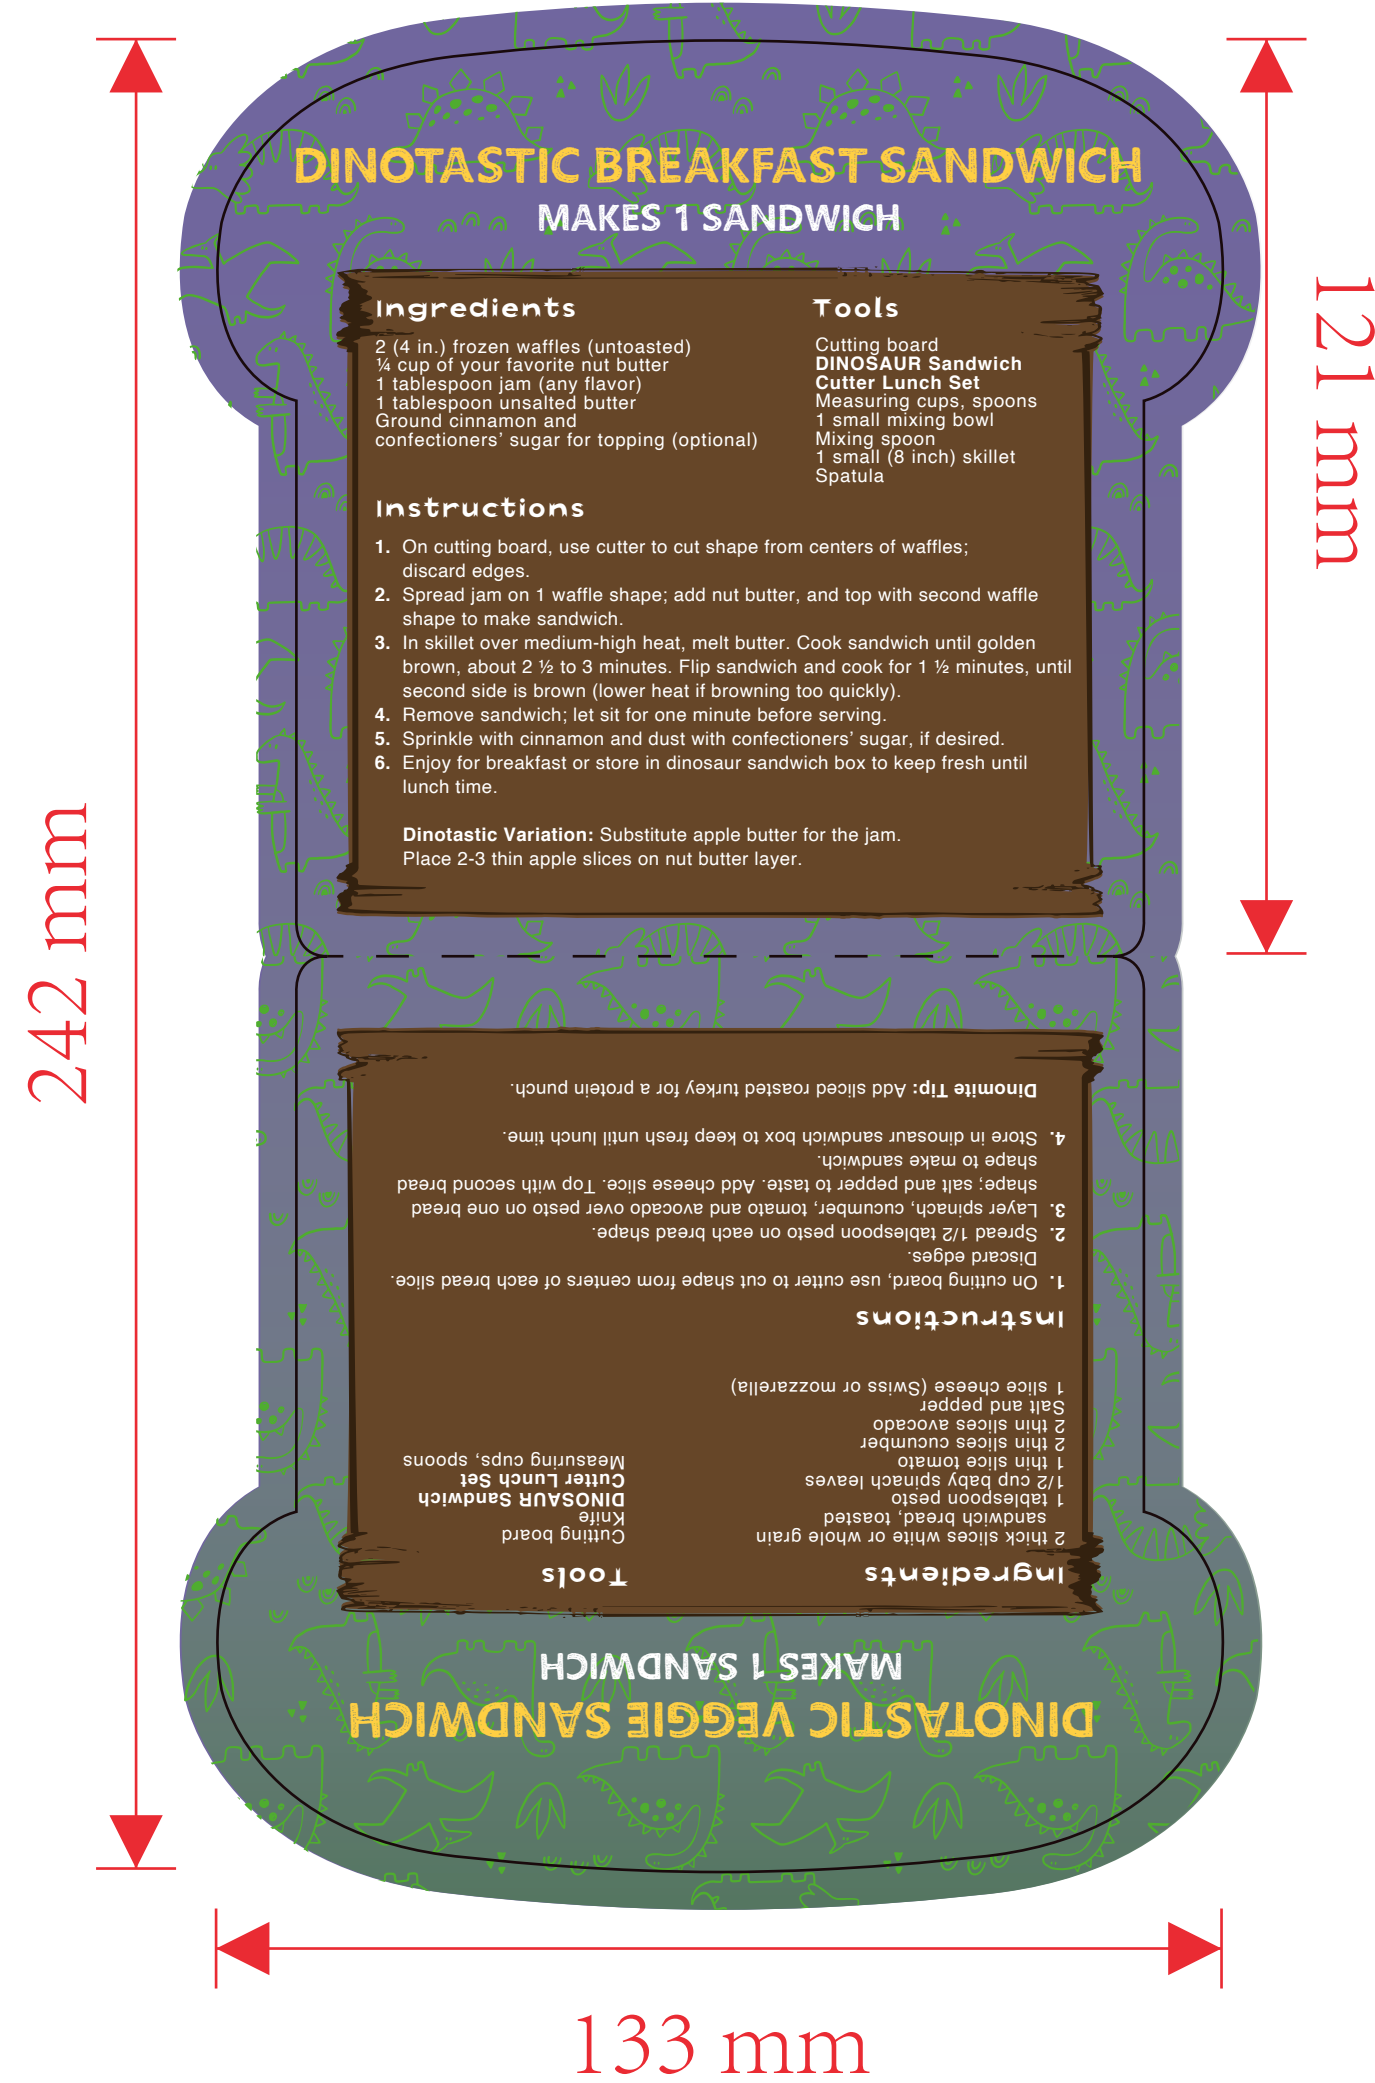 DINOTASTIC BREAKFAST SANDWICH
MAKES 1 SANDWICH
Ingredients
2 (4 in.) frozen waffles (untoasted)
¼ cup of your favorite nut butter
1 tablespoon jam (any flavor)
1 tablespoon unsalted butter
Ground cinnamon and
confectioners’ sugar for topping (optional)
Tools
Cutting board
DINOSAUR Sandwich
Cutter Lunch Set
Measuring cups, spoons
1 small mixing bowl
Mixing spoon
1 small (8 inch) skillet
Spatula
Instructions
1. On cutting board, use cutter to cut shape from centers of waffles;
discard edges.
2. Spread jam on 1 waffle shape; add nut butter, and top with second waffle
shape to make sandwich.
3. In skillet over medium-high heat, melt butter. Cook sandwich until golden
brown, about 2 ½ to 3 minutes. Flip sandwich and cook for 1 ½ minutes, until
second side is brown (lower heat if browning too quickly).
4. Remove sandwich; let sit for one minute before serving.
5. Sprinkle with cinnamon and dust with confectioners’ sugar, if desired.
6. Enjoy for breakfast or store in dinosaur sandwich box to keep fresh until
lunch time.
Dinotastic Variation: Substitute apple butter for the jam.
Place 2-3 thin apple slices on nut butter layer.
DINOTASTIC VEGGIE SANDWICH
MAKES 1 SANDWICH
Ingredients
2 thick slices white or whole grain
sandwich bread, toasted
1 tablespoon pesto
1/2 cup baby spinach leaves
1 thin slice tomato
2 thin slices cucumber
2 thin slices avocado
Salt and pepper
1 slice cheese (Swiss or mozzarella)
Tools
Cutting board
Knife
DINOSAUR Sandwich
Cutter Lunch Set
Measuring cups, spoons
Instructions
1. On cutting board, use cutter to cut shape from centers of each bread slice.
Discard edges.
2. Spread 1/2 tablespoon pesto on each bread shape.
3. Layer spinach, cucumber, tomato and avocado over pesto on one bread
shape; salt and pepper to taste. Add cheese slice. Top with second bread
shape to make sandwich.
4. Store in dinosaur sandwich box to keep fresh until lunch time.
Dinomite Tip: Add sliced roasted turkey for a protein punch.
242 mm
121 mm
133 mm